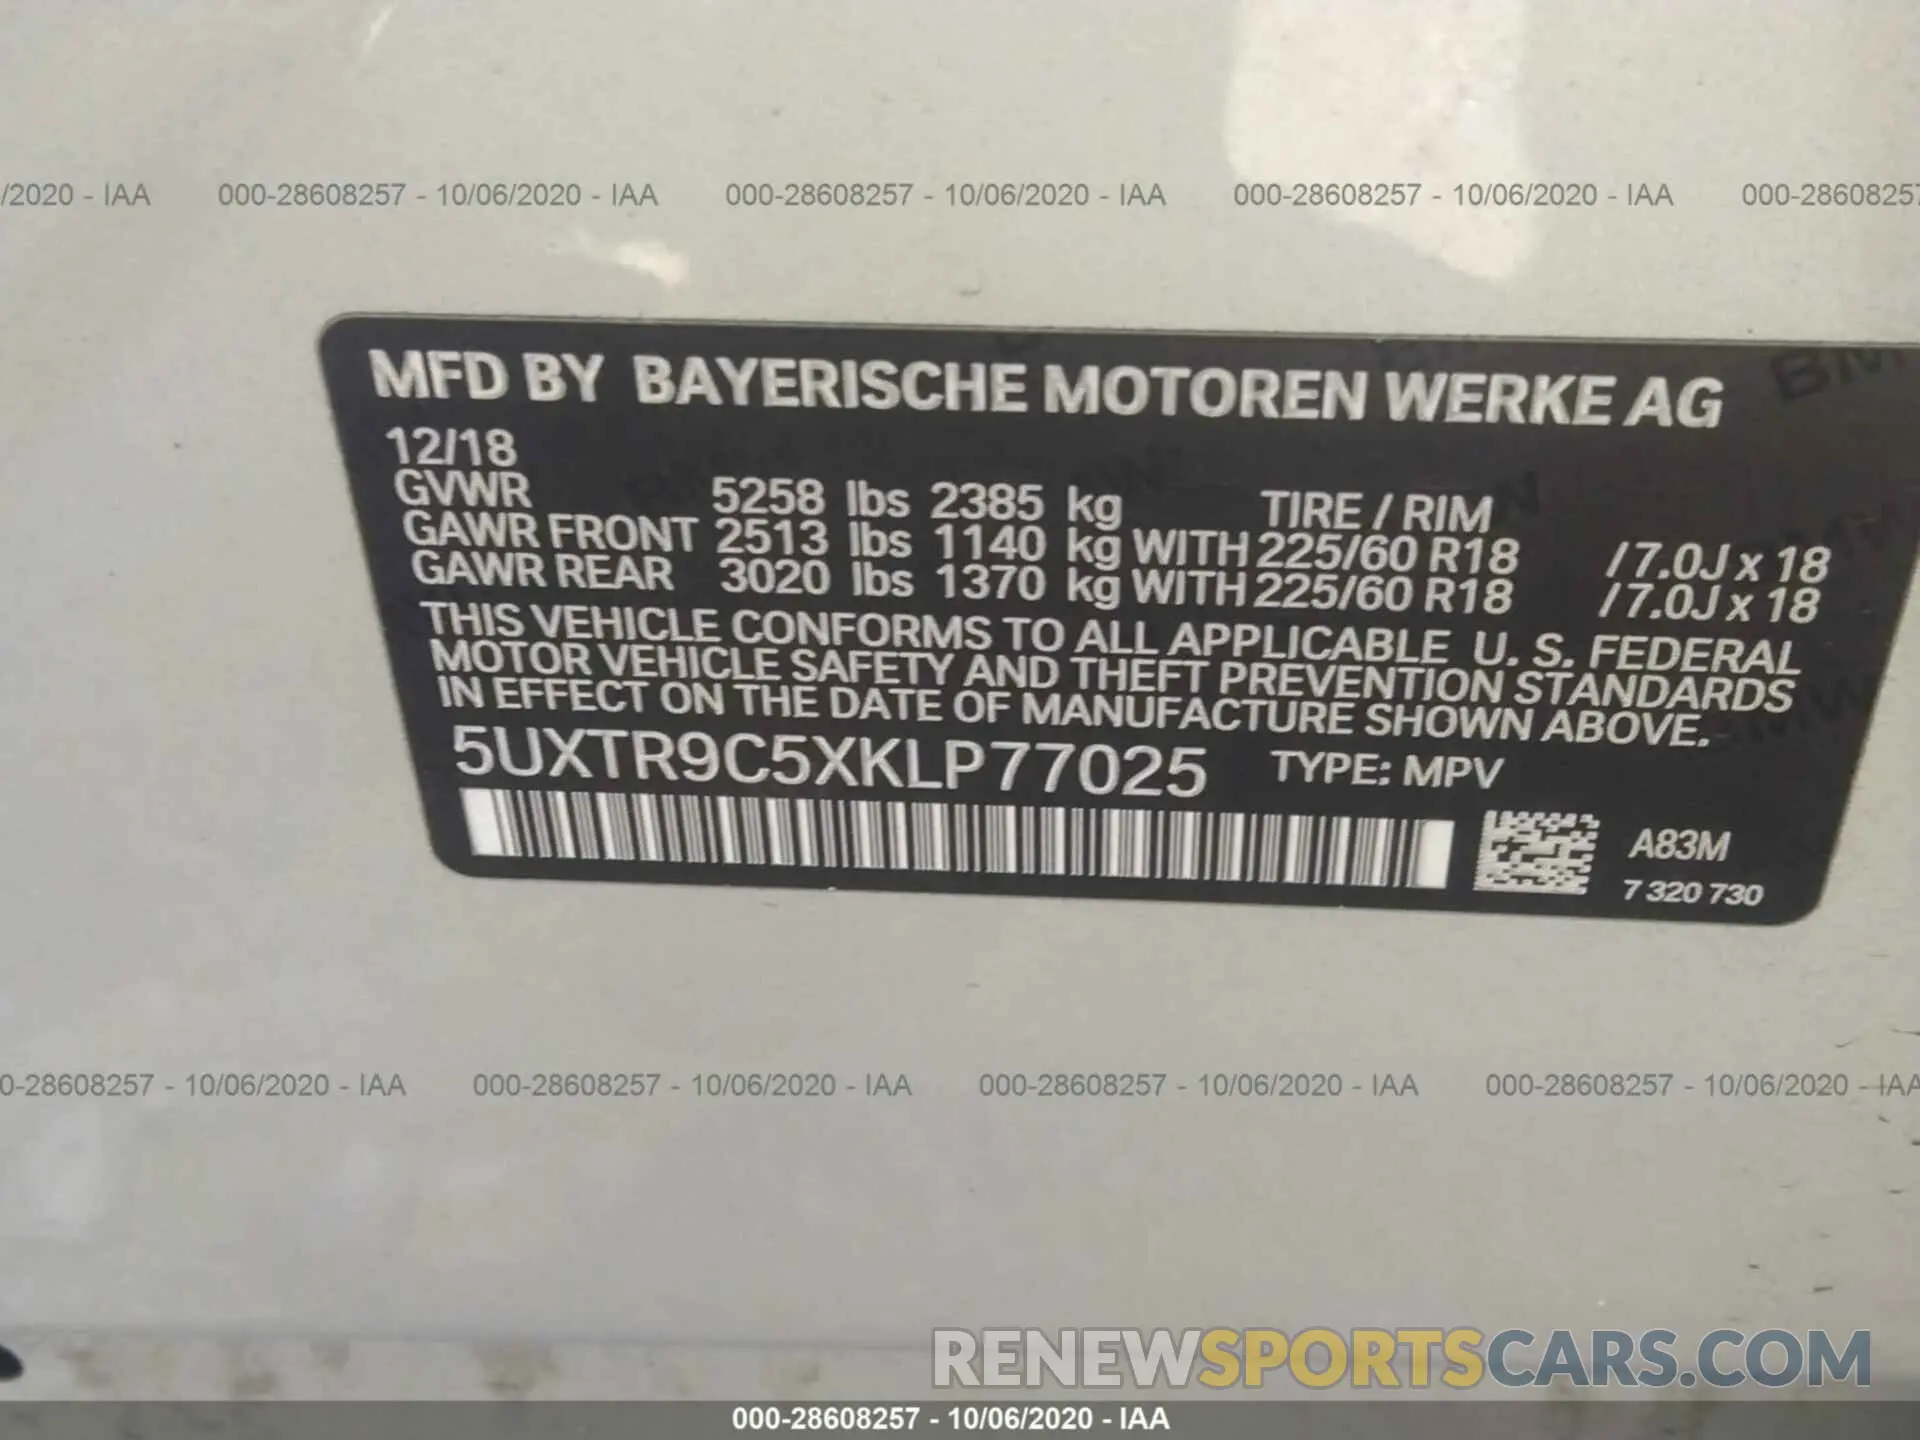 /2020 - IAA 000-28608257 - 10/06/2020 - IAA 000-28608257 - 10/06/2020 - IAA 000-28608257 - 10/06/2020 - IAA 000-2860825
MFD BY BAYERISCHE MOTOREN WERKE AG
12/18
GVWR 5258 lbs 2385 kg TIRE / RIM
GAWR FRONT 2513 lbs 1140 kg WITH 225/60 R18 / 7.0J x 18
GAWR REAR 3020 lbs 1370 kg WITH 225/60 R18 / 7.0J x 18
THIS VEHICLE CONFORMS TO ALL APPLICABLE U. S. FEDERAL
MOTOR VEHICLE SAFETY AND THEFT PREVENTION STANDARDS
IN EFFECT ON THE DATE OF MANUFACTURE SHOWN ABOVE.
5UXTR9C5XKLP77025 TYPE: MPV
A83M
7 320 730
0-28608257 - 10/06/2020 - IAA 000-28608257 - 10/06/2020 - IAA 000-28608257 - 10/06/2020 - IAA 000-28608257 - 10/06/2020 - IAA
RENEWSPORTSCARS.COM
000-28608257 - 10/06/2020 - IAA